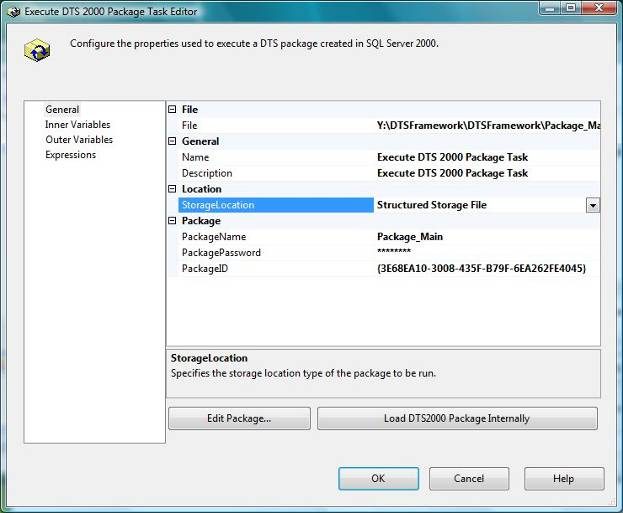 Execute DTS 2000 Package Task Editor
Configure the properties used to execute a DTS package created in SQL Server 2000.
General
Inner Variables
Outer Variables
Expressions
File
File Y:\DTSFramework\DTSFramework\Package_Ma
General
Name Execute DTS 2000 Package Task
Description Execute DTS 2000 Package Task
Location
StorageLocation Structured Storage File
Package
PackageName Package_Main
PackagePassword ********
PackageID {3E68EA10-3008-435F-B79F-6EA262FE4045}
StorageLocation
Specifies the storage location type of the package to be run.
Edit Package... Load DTS2000 Package Internally
OK Cancel Help